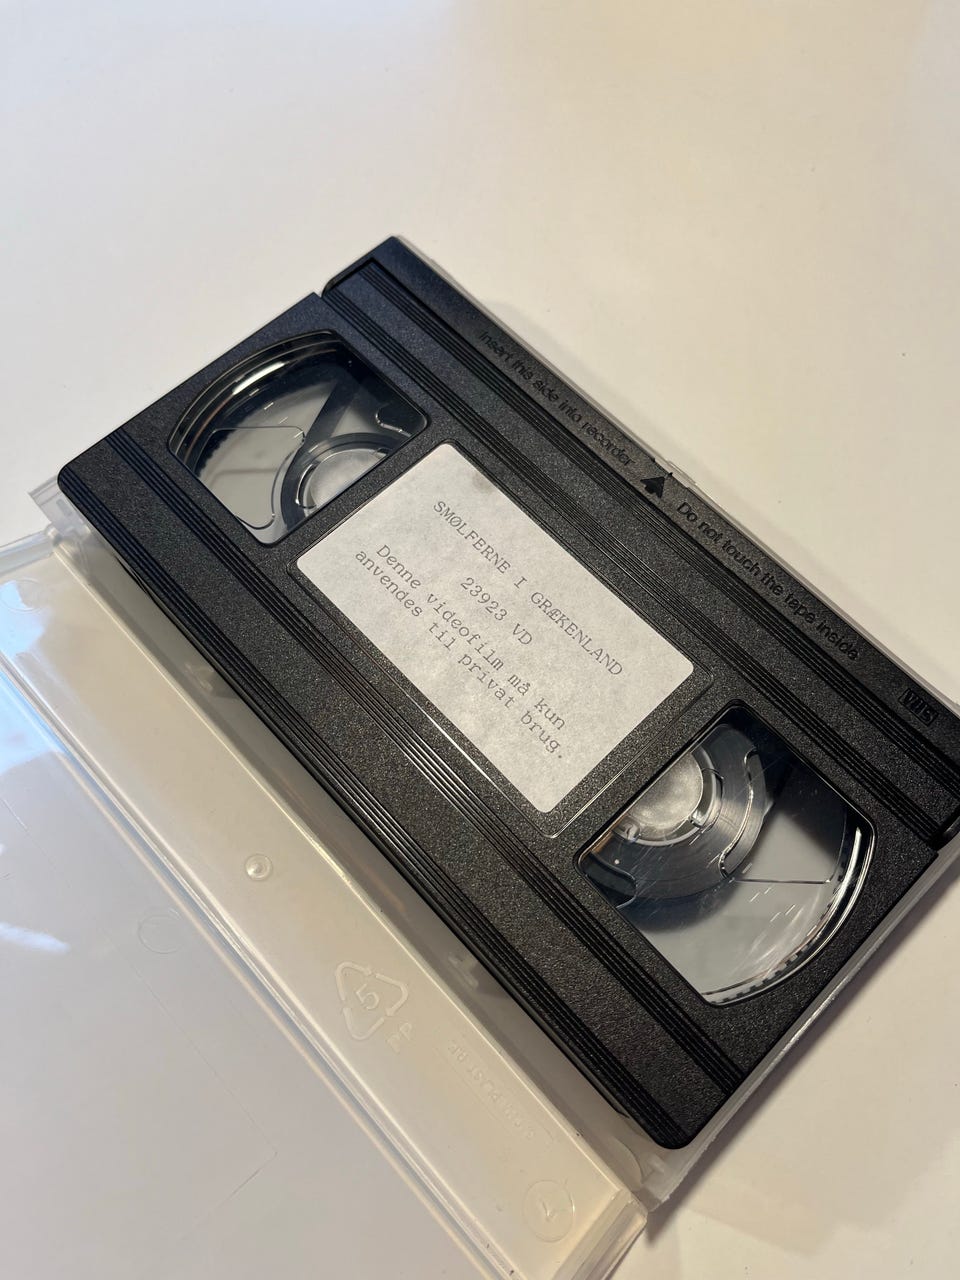 Insert this side into recorder
Do not touch the tape inside
VHS
SMØLFERNE I GRÆKENLAND
23923 VD
Denne videofilm må kun
anvendes til privat brug.
5